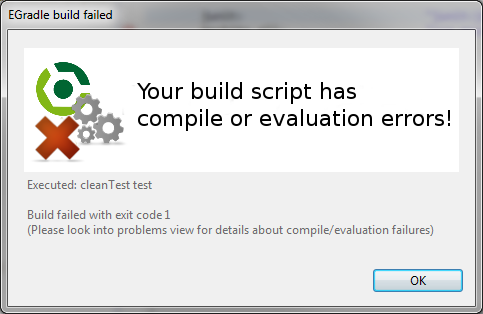 EGradle build failed
Your build script has
compile or evaluation errors!
Executed: cleanTest test
Build failed with exit code 1
(Please look into problems view for details about compile/evaluation failures)
OK